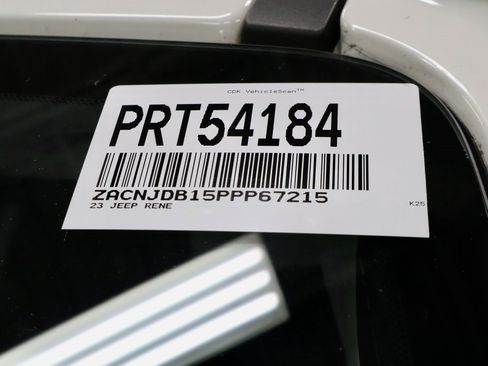 CDK VehicleScan™
PRT54184
ZACNJDB15PPP67215
23 JEEP RENE
K25